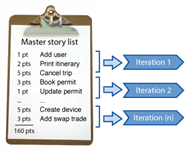 Master story list
1 pt Add user
2 pts Print itinerary
5 pts Cancel trip
3 pts Book permit
1 pt Update permit
... ...
5 pts Create device
3 pts Add swap trade
160 pts
Iteration 1
Iteration 2
Iteration (n)